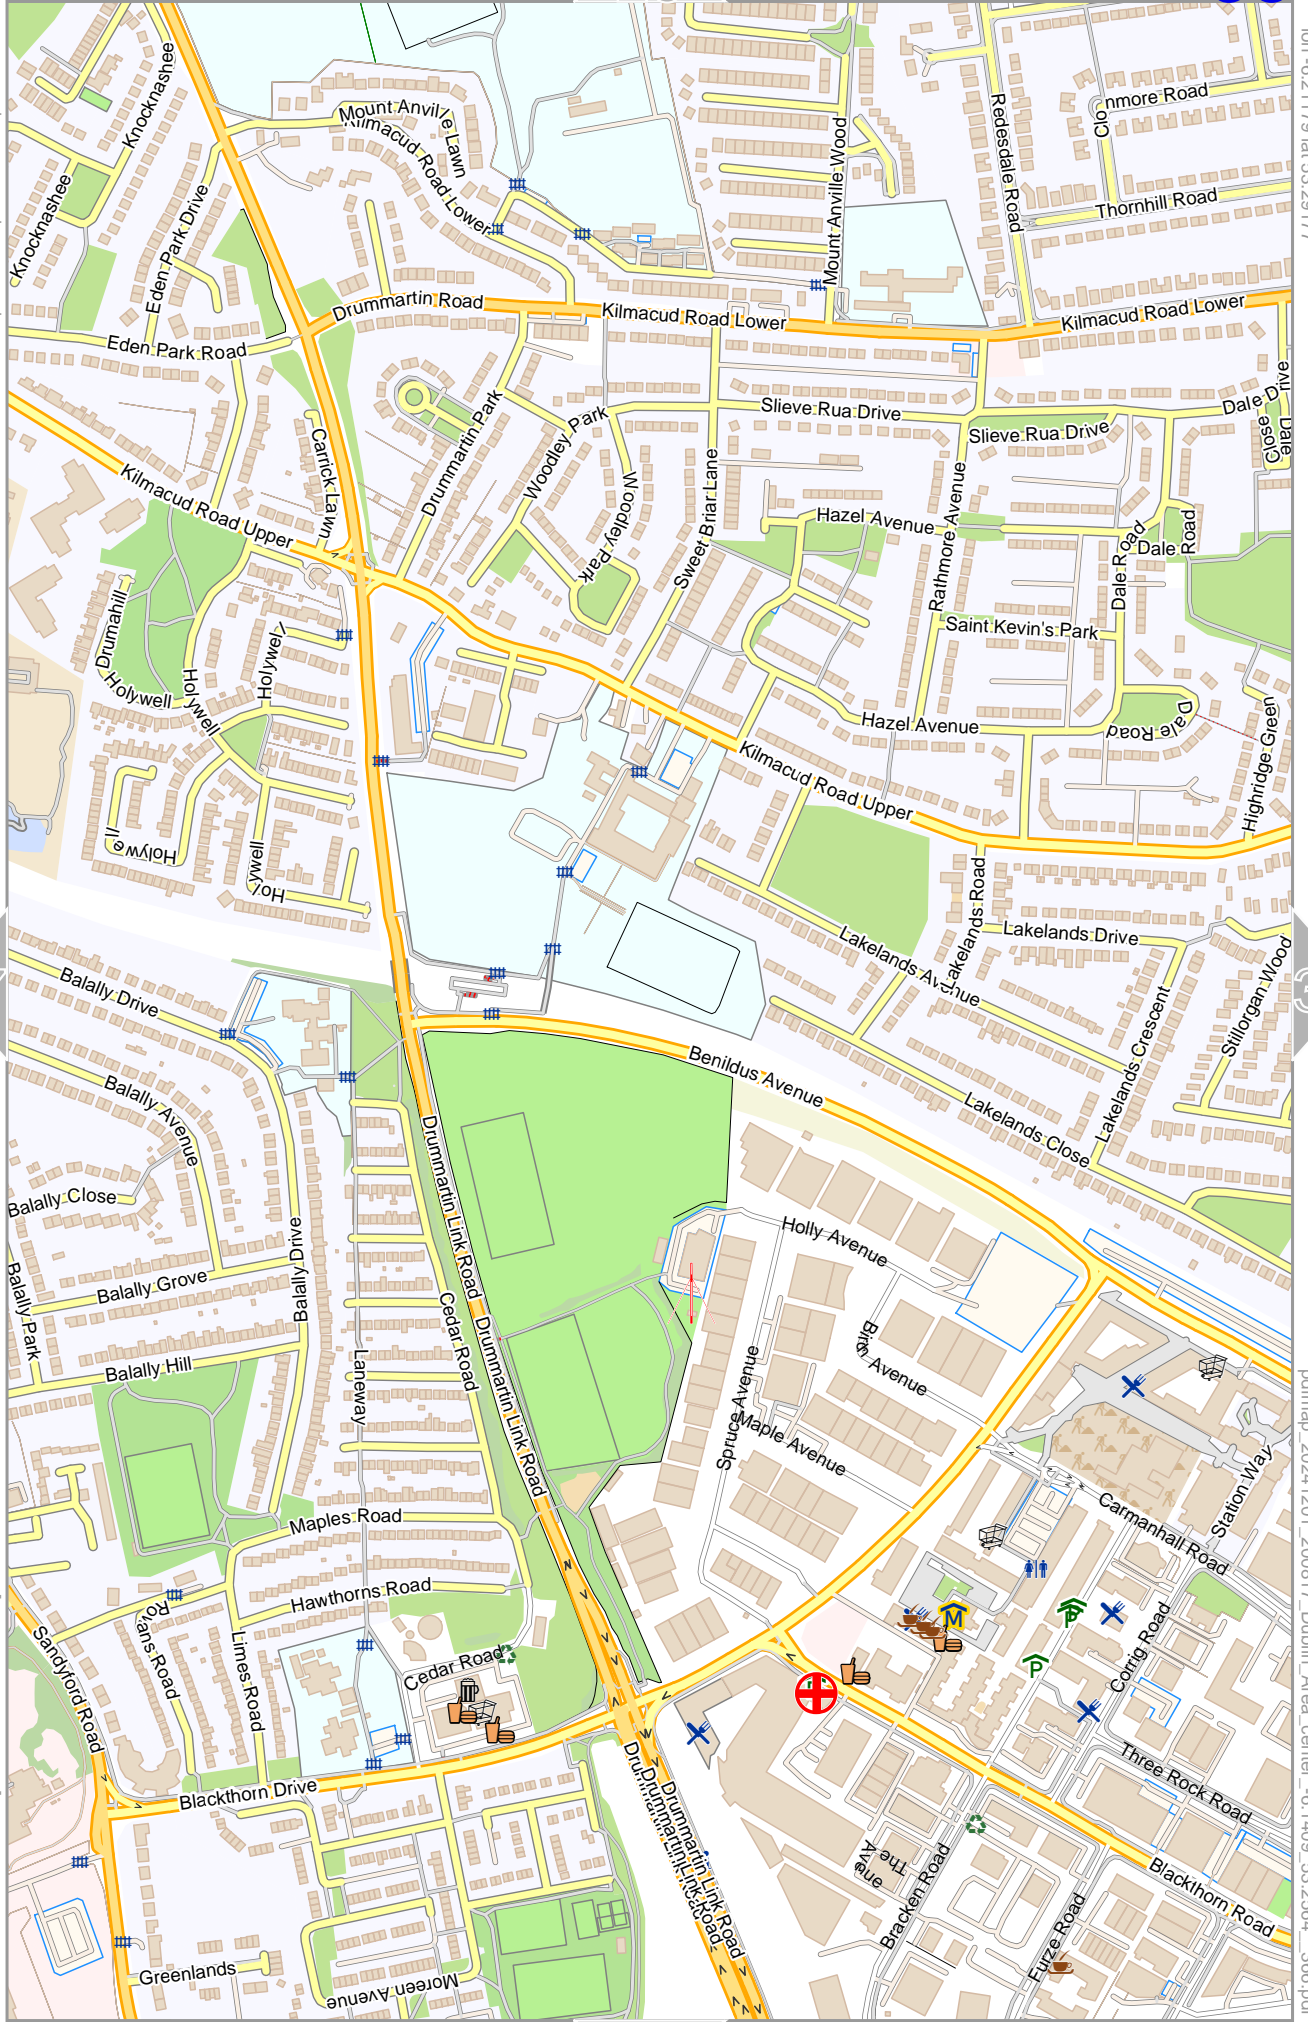 Knocknashee
Mount Anville Lawn
Kilmacud Road Lower
Redesdale Road
Clonmore Road
Mount Anville Wood
Thornhill Road
Knocknashee
Eden Park Drive
Drummartin Road
Kilmacud Road Lower
Kilmacud Road Lower
Eden Park Road
Dale Drive
Slieve Rua Drive
Slieve Rua Drive
Dale Close
Carrick Lawn
Drummartin Park
Woodley Park
Woodley Park
Sweet Briar Lane
Rathmore Avenue
Kilmacud Road Upper
Hazel Avenue
Dale Road
Dale Road
Drumahill
Saint Kevin's Park
Holywell
Holywell
Holywell
Hazel Avenue
Dale Road
Highridge Green
Kilmacud Road Upper
Holywell
Holywell
Lakelands Road
Lakelands Drive
Lakelands Avenue
Balally Drive
Stillorgan Wood
Lakelands Crescent
Benildus Avenue
Balally Avenue
Lakelands Close
Drummartin Link Road
Balally Close
Holly Avenue
Balally Drive
Balally Grove
Balally Park
Cedar Road
Drummartin Link Road
Birch Avenue
Balally Hill
Laneway
Spruce Avenue
Maple Avenue
Station Way
Carmanhall Road
Maples Road
Hawthorns Road
Rowans Road
Limes Road
Sandyford Road
Cedar Road
M
P
P
Corrig Road
Blackthorn Drive
Three Rock Road
Drummartin Link Road
Drummartin Link Road
Drummartin Link Road
The Avenue
Bracken Road
Blackthorn Road
Furze Road
Greenlands
Moreen Avenue